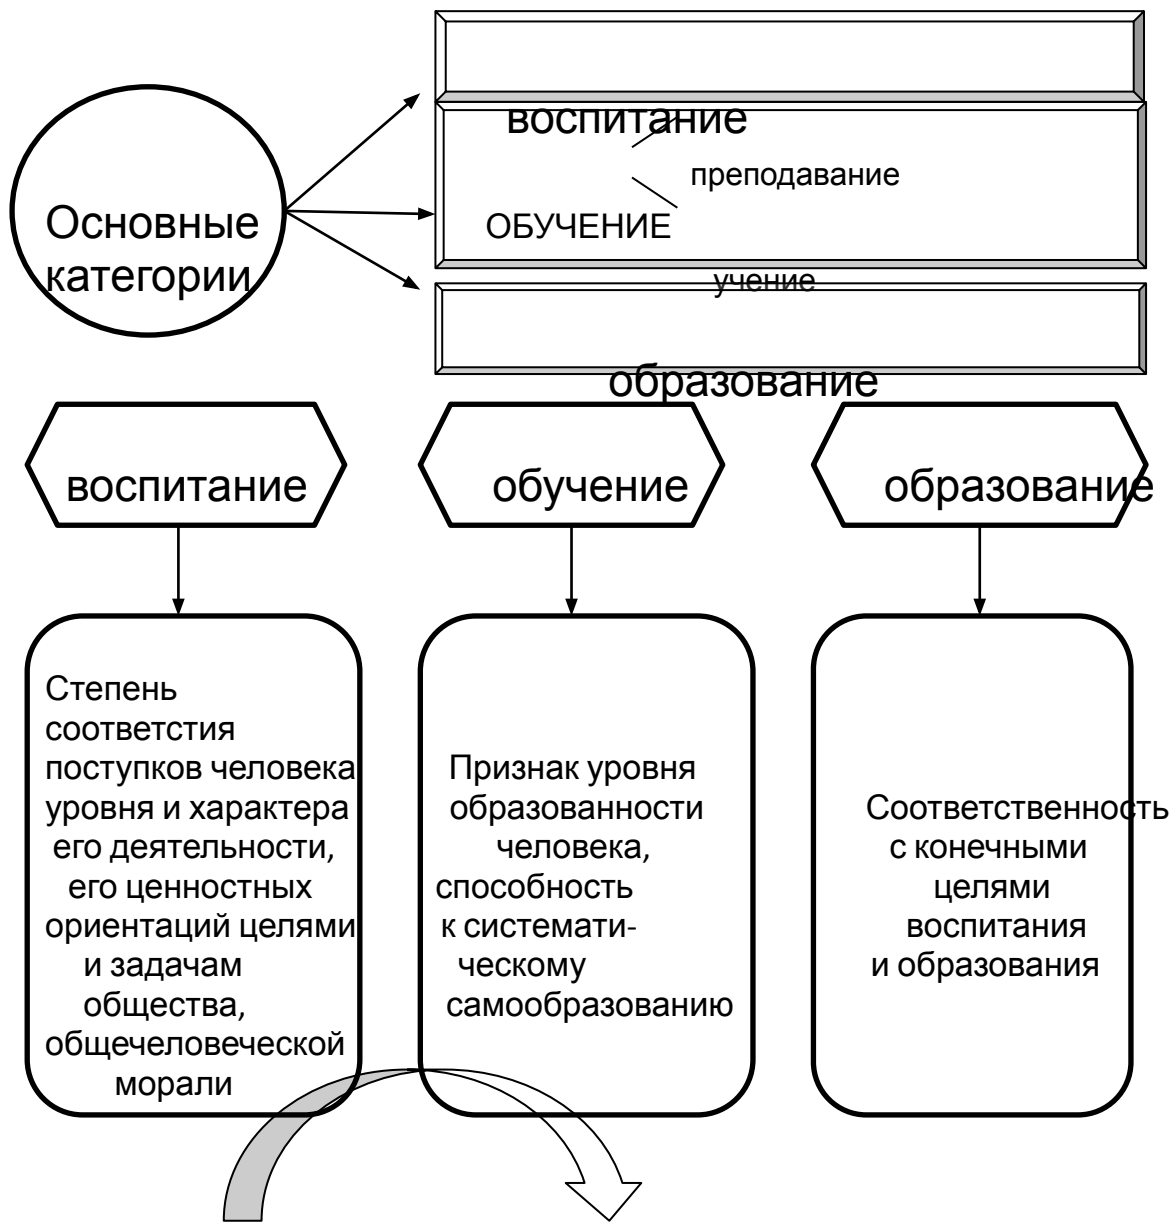 воспитание
преподавание
Основные
категории
ОБУЧЕНИЕ
учение
образование
воспитание
обучение
образование
Степень
соответстия
поступков человека
уровня и характера
его деятельности,
его ценностных
ориентаций целями
и задачам
общества,
общечеловеческой
морали
Признак уровня
образованности
человека,
способность
к системати-
ческому
самообразованию
Соответственность
с конечными
целями
воспитания
и образования